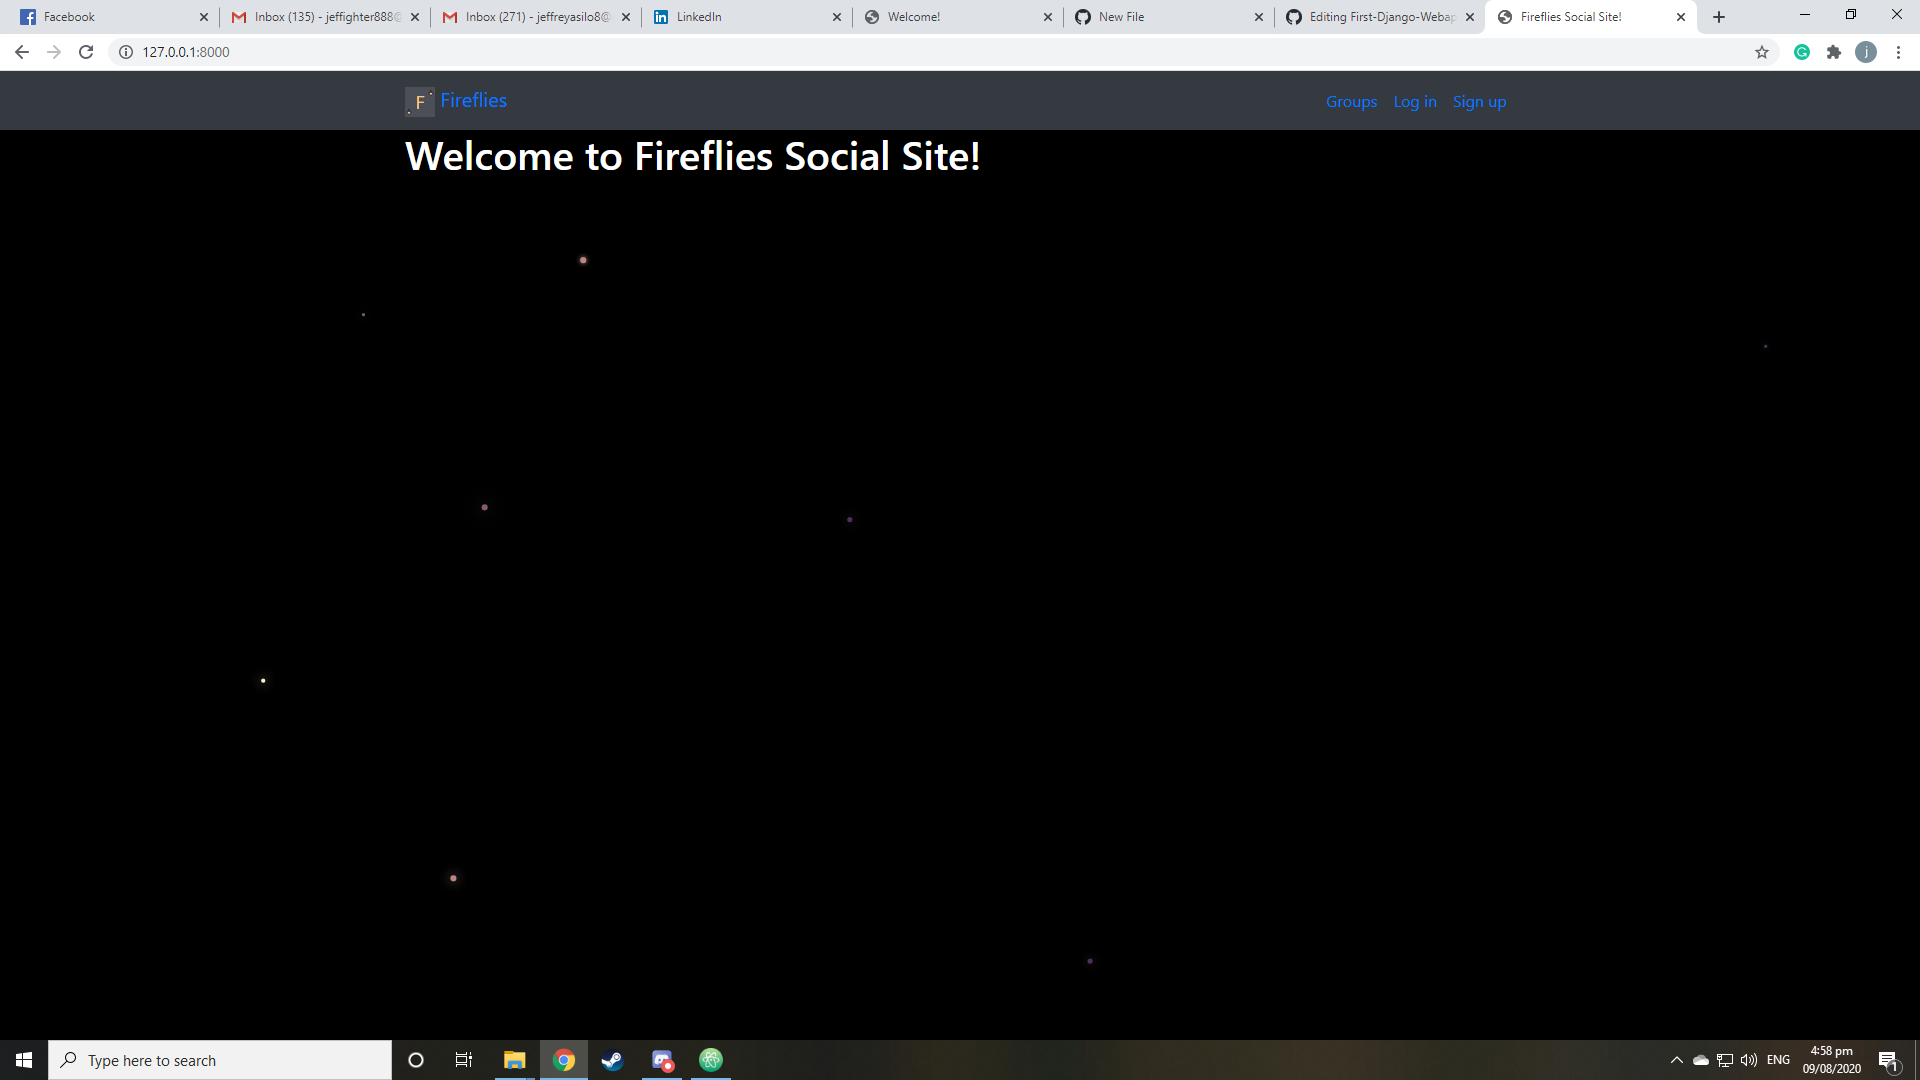 Facebook
Inbox (135) - jeffighter888@
Inbox (271) - jeffreyasilo8@
LinkedIn
Welcome!
New File
Editing First-Django-Webap
Fireflies Social Site!
127.0.0.1:8000
j
F
Fireflies
Groups
Log in
Sign up
Welcome to Fireflies Social Site!
Type here to search
ENG
4:58 pm
09/08/2020
1